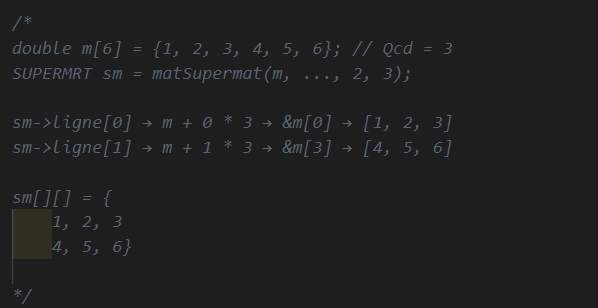 /*
double m[6] = {1, 2, 3, 4, 5, 6}; // Qcd = 3
SUPERMRT sm = matSupermat(m, ..., 2, 3);
sm->ligne[0] → m + 0 * 3 → &m[0] → [1, 2, 3]
sm->ligne[1] → m + 1 * 3 → &m[3] → [4, 5, 6]
sm[][] = {
1, 2, 3
4, 5, 6}
*/